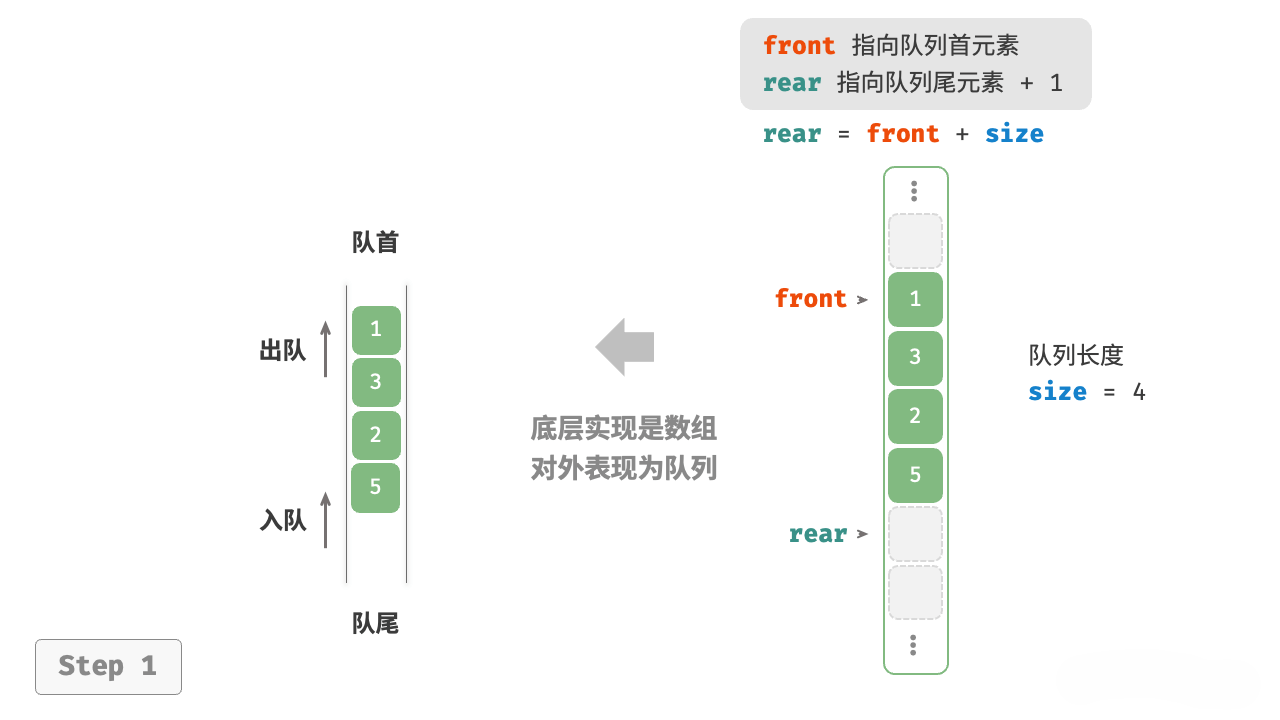 front 指向队列首元素
rear 指向队列尾元素 + 1
rear = front + size
队首
出队
1
3
2
5
入队
队尾
底层实现是数组
对外表现为队列
front
1
3
2
5
rear
队列长度
size = 4
Step 1